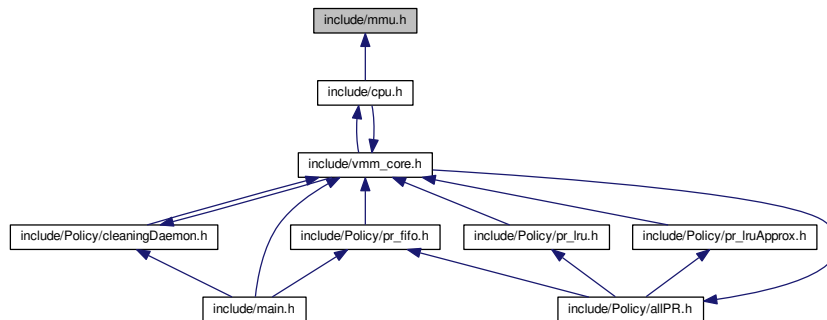 include/mmu.h
include/cpu.h
include/vmm_core.h
include/Policy/cleaningDaemon.h
include/Policy/pr_fifo.h
include/Policy/pr_lru.h
include/Policy/pr_lruApprox.h
include/main.h
include/Policy/allPR.h